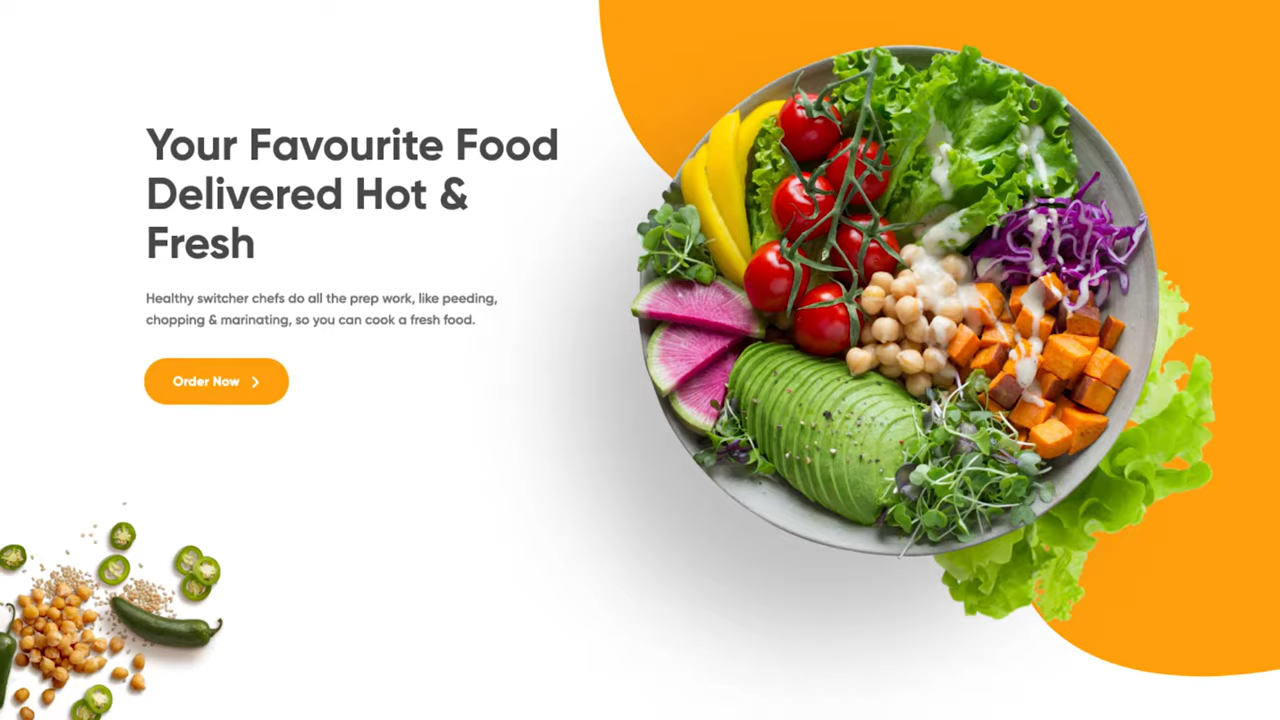 Your Favourite Food
Delivered Hot &
Fresh
Healthy switcher chefs do all the prep work, like peeding,
chopping & marinating, so you can cook a fresh food.
Order Now